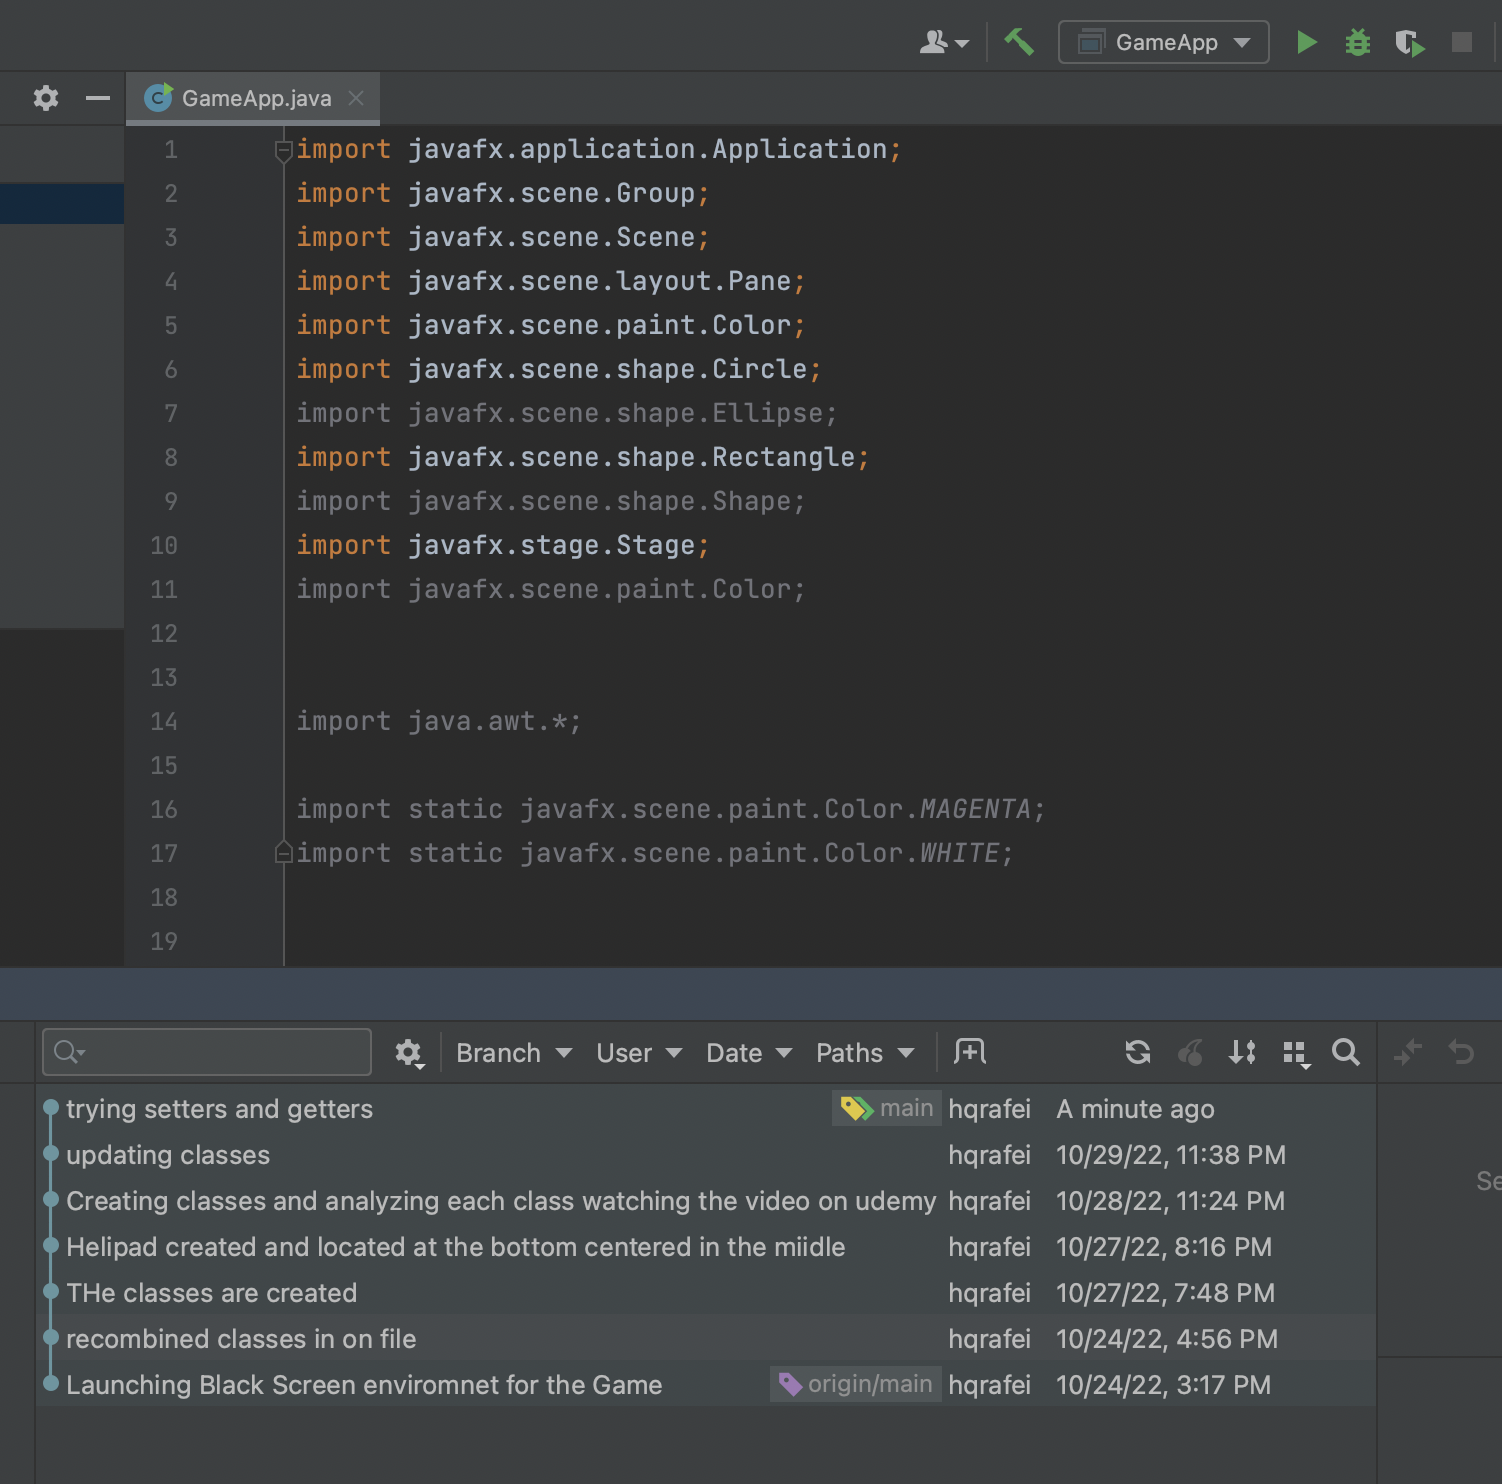 GameApp
GameApp.java
1 import javafx.application.Application;
2 import javafx.scene.Group;
3 import javafx.scene.Scene;
4 import javafx.scene.layout.Pane;
5 import javafx.scene.paint.Color;
6 import javafx.scene.shape.Circle;
7 import javafx.scene.shape.Ellipse;
8 import javafx.scene.shape.Rectangle;
9 import javafx.scene.shape.Shape;
10 import javafx.stage.Stage;
11 import javafx.scene.paint.Color;
12
13
14 import java.awt.*;
15
16 import static javafx.scene.paint.Color.MAGENTA;
17 import static javafx.scene.paint.Color.WHITE;
18
19
Branch User Date Paths
trying setters and getters main hqrafei A minute ago
updating classes hqrafei 10/29/22, 11:38 PM
Creating classes and analyzing each class watching the video on udemy hqrafei 10/28/22, 11:24 PM
Helipad created and located at the bottom centered in the miidle hqrafei 10/27/22, 8:16 PM
THe classes are created hqrafei 10/27/22, 7:48 PM
recombined classes in on file hqrafei 10/24/22, 4:56 PM
Launching Black Screen enviromnet for the Game origin/main hqrafei 10/24/22, 3:17 PM